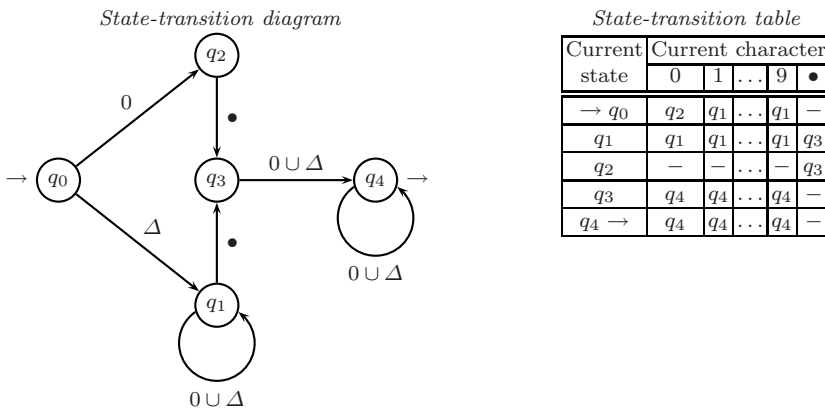 State-transition diagram
q2
0
•
→ q0
q3
0 ∪ Δ
q4 →
Δ
•
0 ∪ Δ
q1
0 ∪ Δ
State-transition table
Current Current character
state 0 1 ... 9 •
→ q0 q2 q1 ... q1 −
q1 q1 q1 ... q1 q3
q2 − − ... − q3
q3 q4 q4 ... q4 −
q4 → q4 q4 ... q4 −